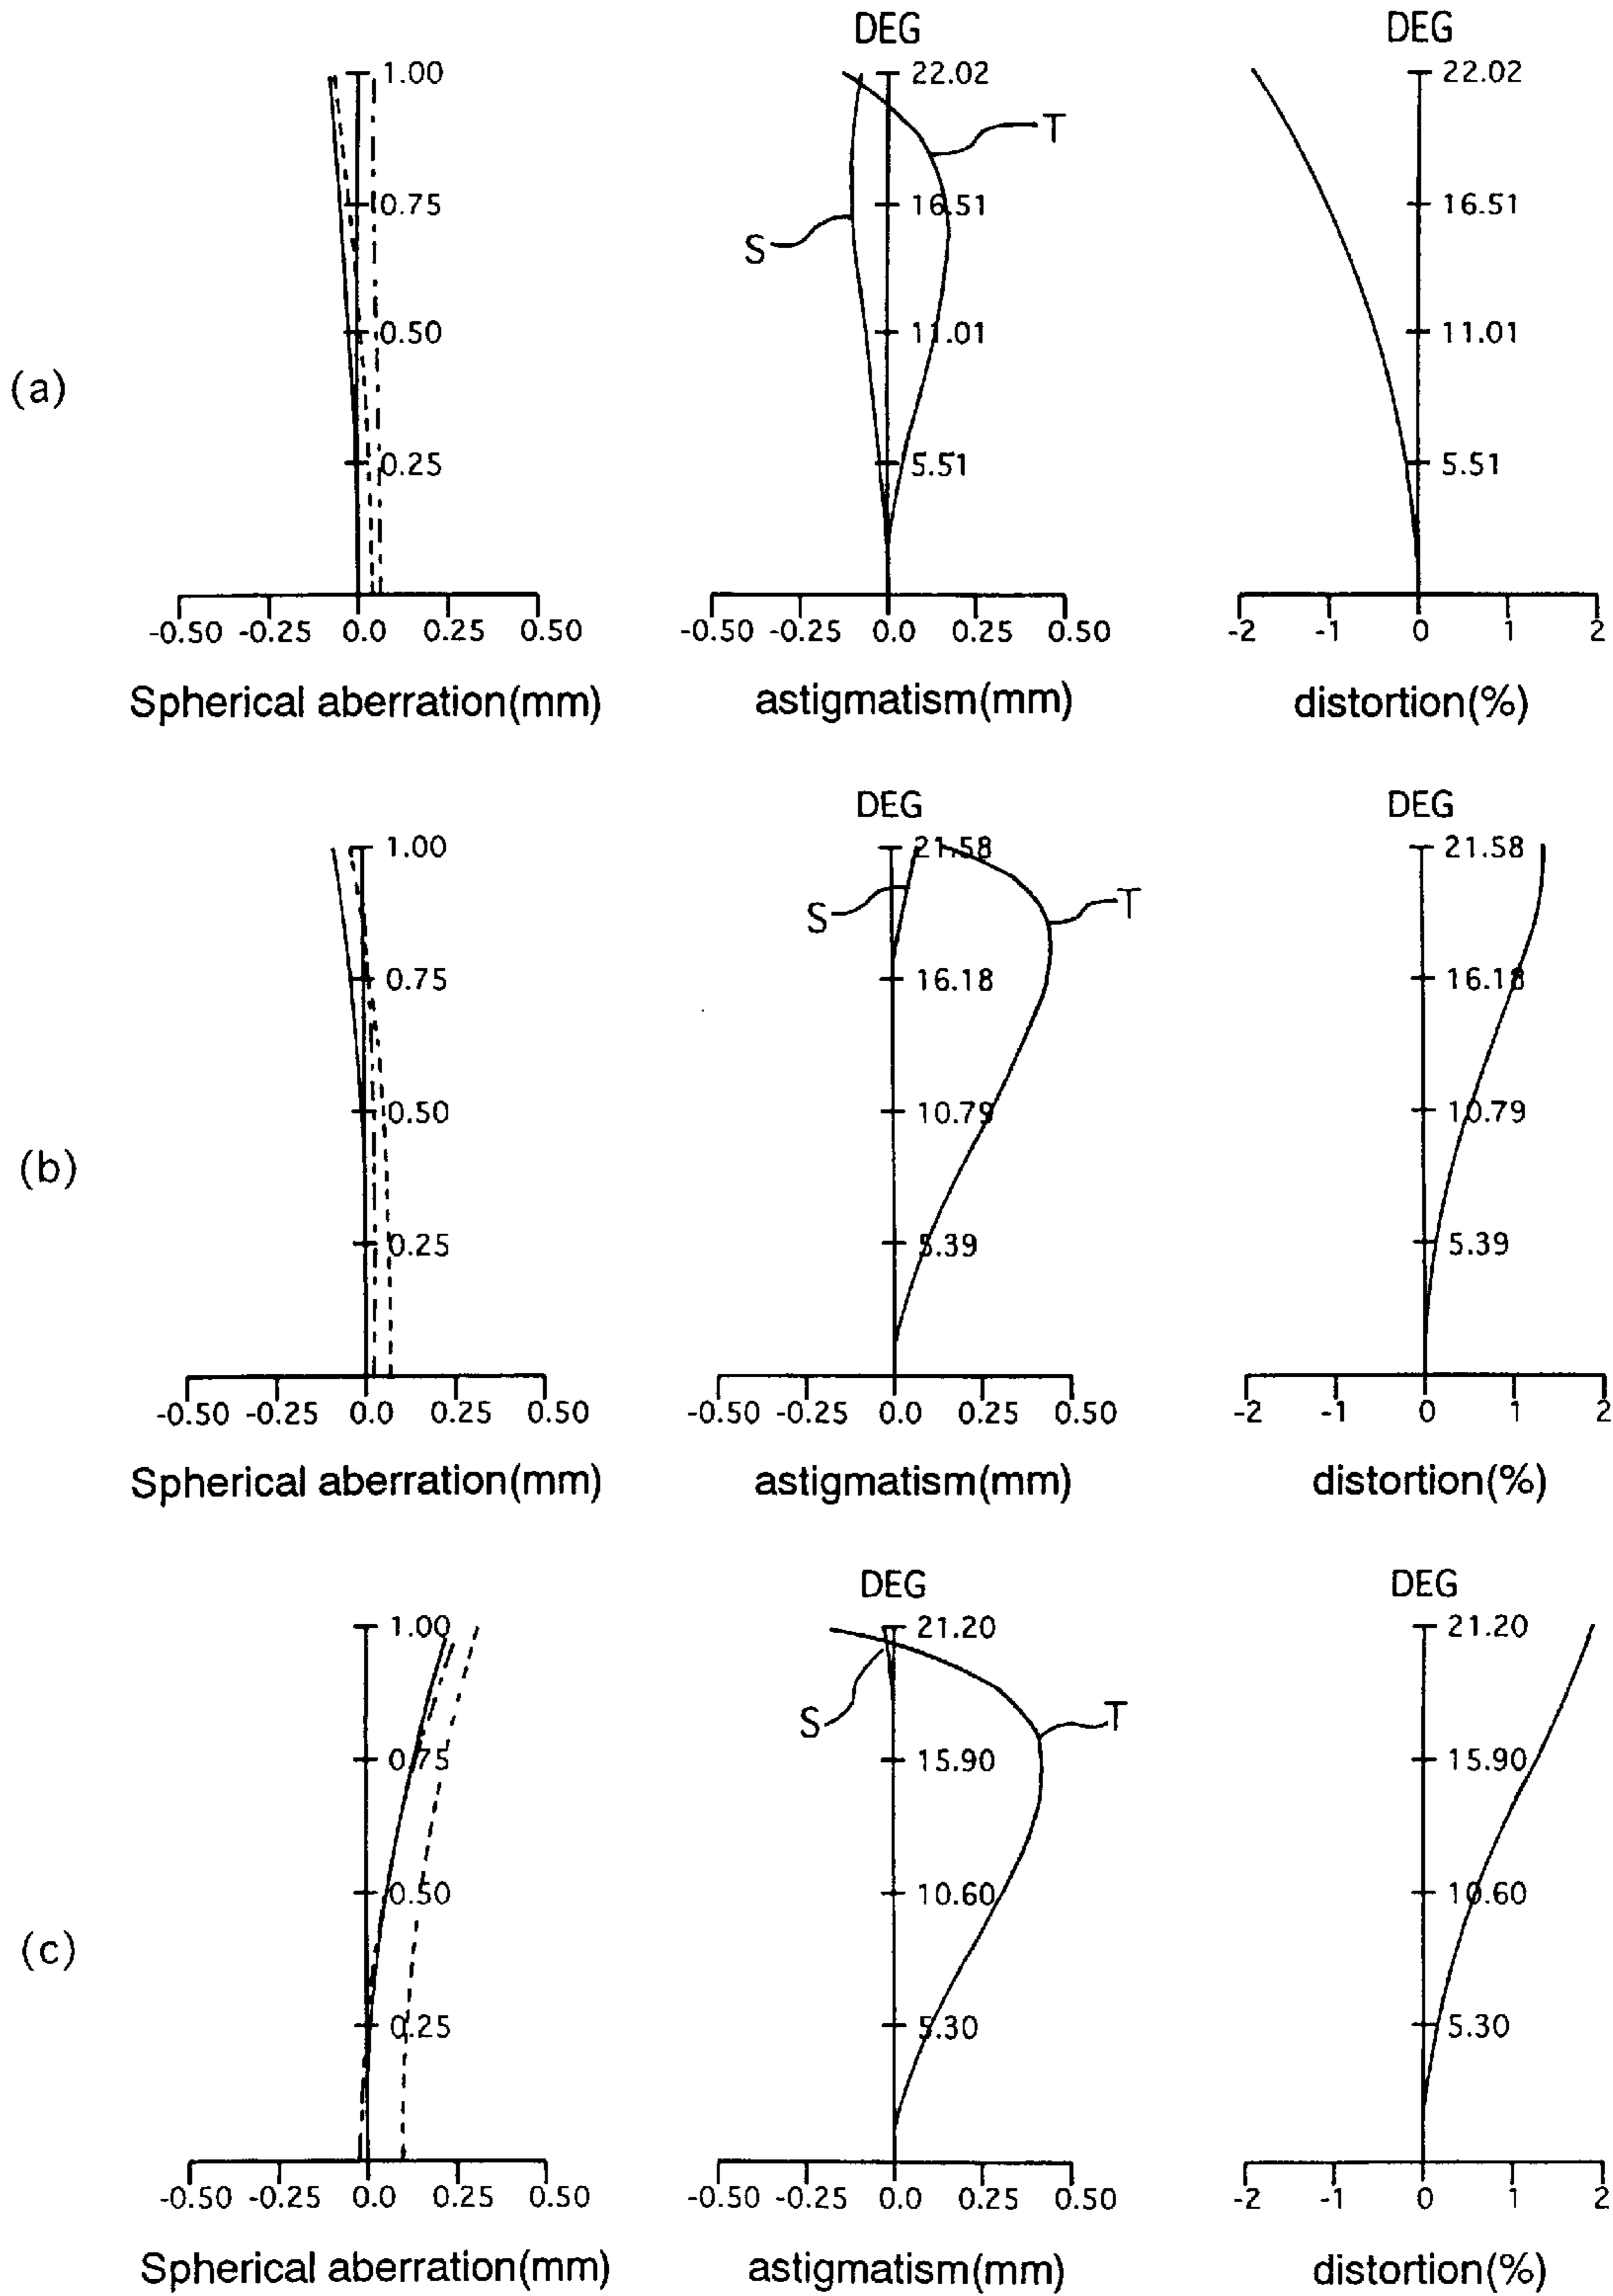 (a)
1.00
0.75
0.50
0.25
-0.50 -0.25 0.0 0.25 0.50
Spherical aberration(mm)
DEG
22.02
T
16.51
S
11.01
5.51
-0.50 -0.25 0.0 0.25 0.50
astigmatism(mm)
DEG
22.02
16.51
11.01
5.51
-2 -1 0 1 2
distortion(%)
(b)
1.00
0.75
0.50
0.25
-0.50 -0.25 0.0 0.25 0.50
Spherical aberration(mm)
DEG
21.58
S
T
16.18
10.79
5.39
-0.50 -0.25 0.0 0.25 0.50
astigmatism(mm)
DEG
21.58
16.18
10.79
5.39
-2 -1 0 1 2
distortion(%)
(c)
1.00
0.75
0.50
0.25
-0.50 -0.25 0.0 0.25 0.50
Spherical aberration(mm)
DEG
21.20
S
T
15.90
10.60
5.30
-0.50 -0.25 0.0 0.25 0.50
astigmatism(mm)
DEG
21.20
15.90
10.60
5.30
-2 -1 0 1 2
distortion(%)